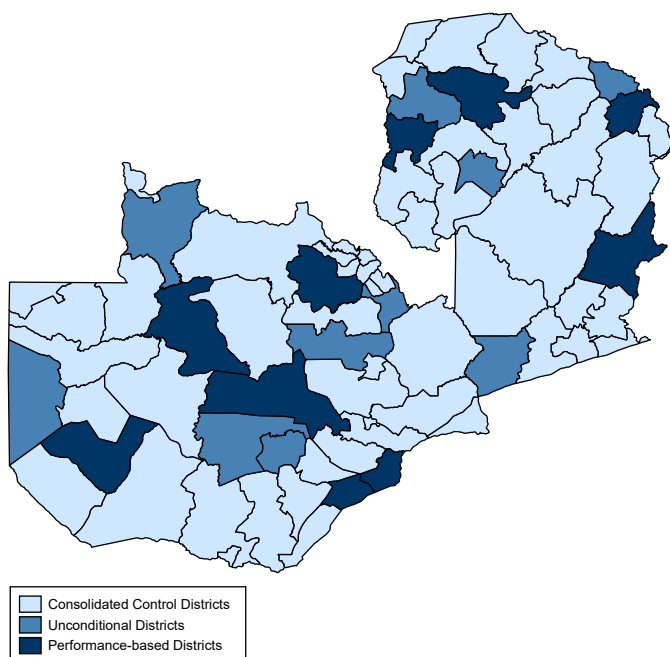 Consolidated Control Districts
Unconditional Districts
Performance-based Districts